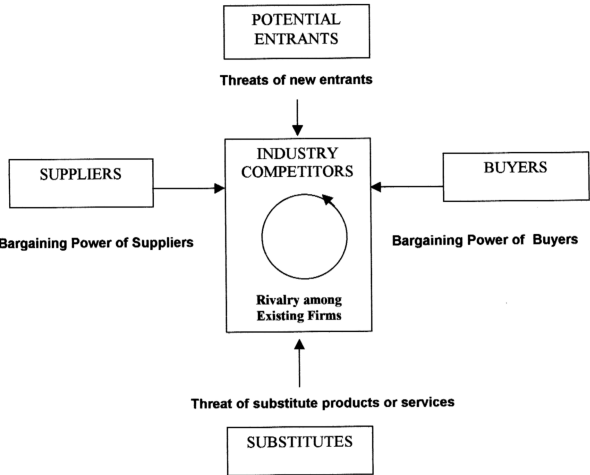 POTENTIAL
ENTRANTS
Threats of new entrants
INDUSTRY
COMPETITORS
SUPPLIERS
BUYERS
Bargaining Power of Suppliers
Bargaining Power of Buyers
Rivalry among
Existing Firms
Threat of substitute products or services
SUBSTITUTES